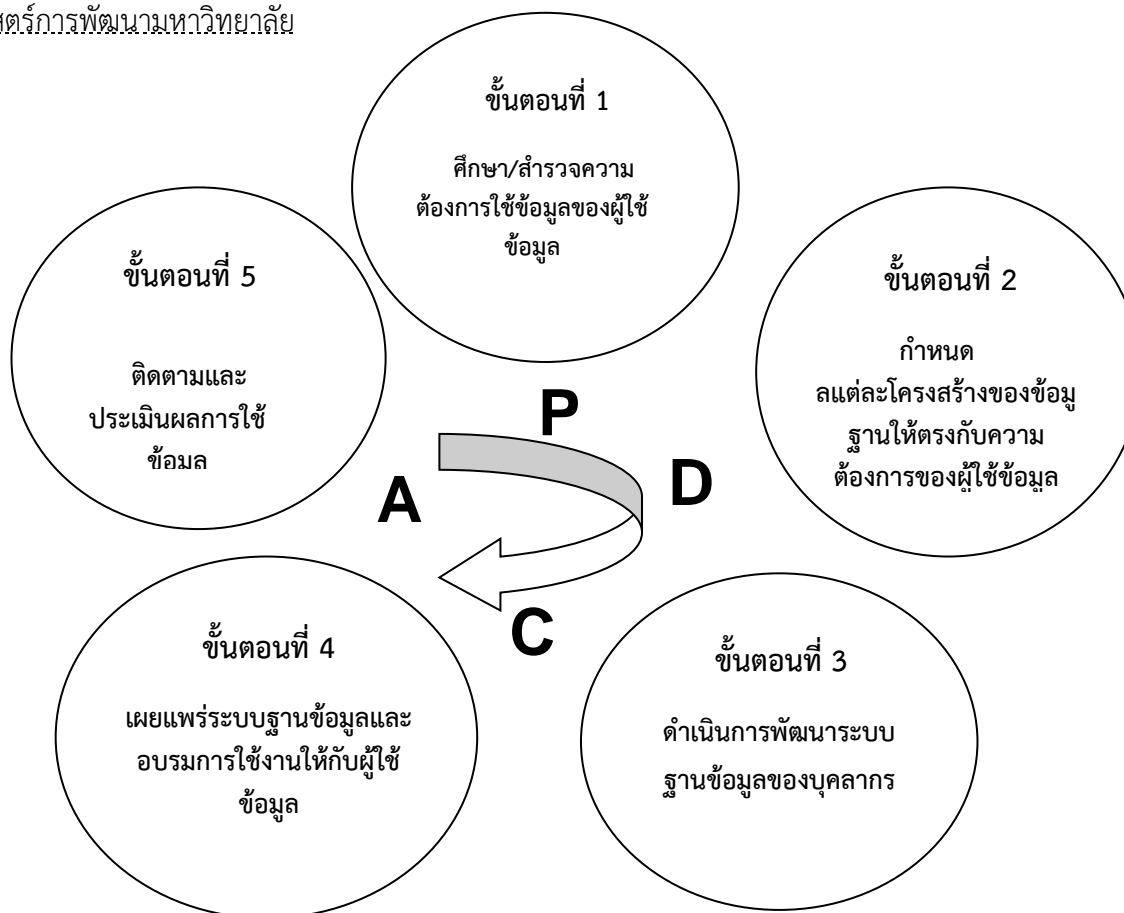 สตร์การพัฒนามหาวิทยาลัย
ขั้นตอนที่ 1
ศึกษา/สำรวจความ
ต้องการใช้ข้อมูลของผู้ใช้
ข้อมูล
ขั้นตอนที่ 2
กำหนด
ลแต่ละโครงสร้างของข้อมู
ฐานให้ตรงกับความ
ต้องการของผู้ใช้ข้อมูล
ขั้นตอนที่ 3
ดำเนินการพัฒนาระบบ
ฐานข้อมูลของบุคลากร
ขั้นตอนที่ 4
เผยแพร่ระบบฐานข้อมูลและ
อบรมการใช้งานให้กับผู้ใช้
ข้อมูล
ขั้นตอนที่ 5
ติดตามและ
ประเมินผลการใช้
ข้อมูล
P
D
C
A